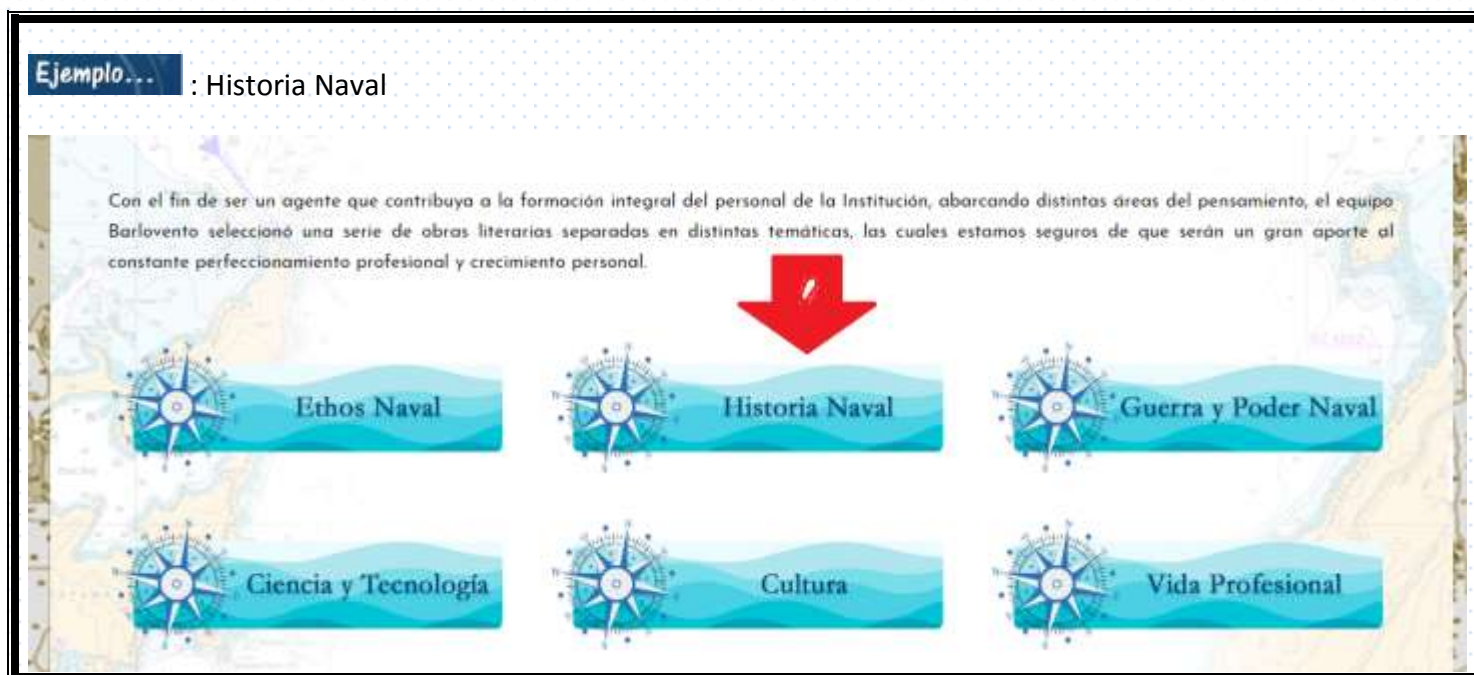 Ejemplo... : Historia Naval
Con el fin de ser un agente que contribuya a la formación integral del personal de la Institución, abarcando distintas áreas del pensamiento, el equipo
Barlovento seleccionó una serie de obras literarias separadas en distintas temáticas, las cuales estamos seguros de que serán un gran aporte al
constante perfeccionamiento profesional y crecimiento personal.
Ethos Naval
Historia Naval
Guerra y Poder Naval
Ciencia y Tecnología
Cultura
Vida Profesional